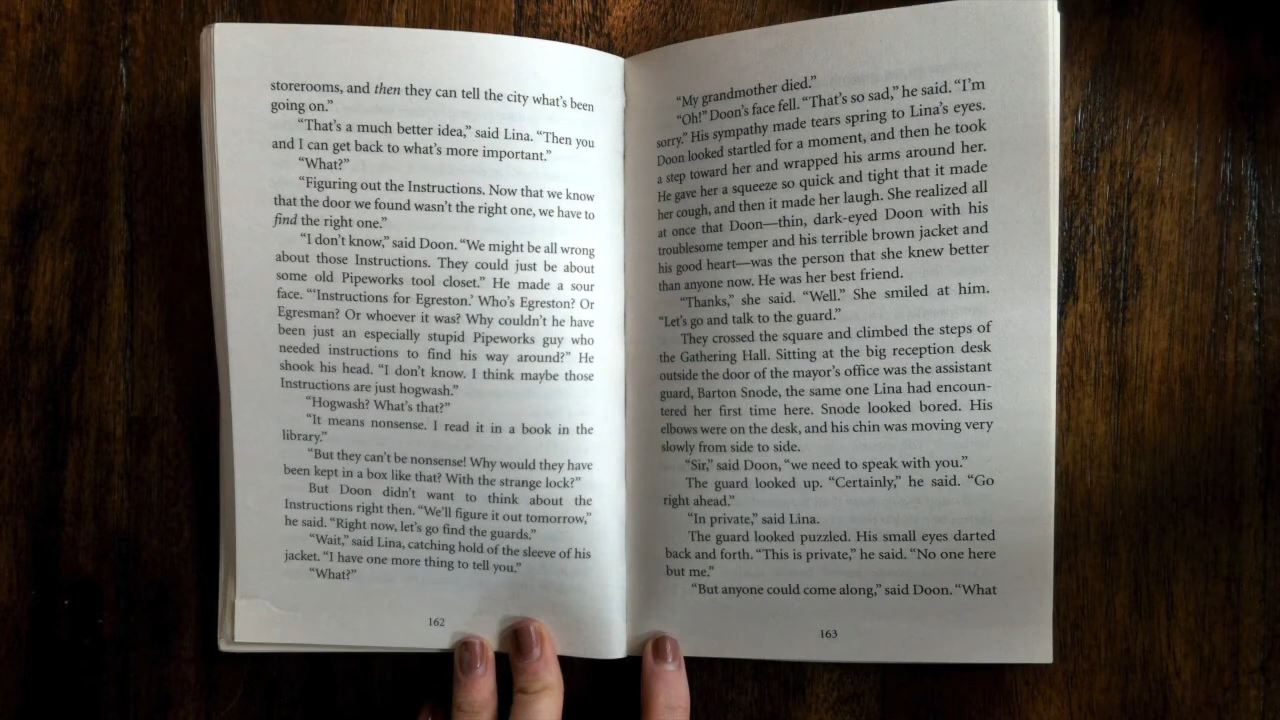 storerooms, and then they can tell the city what's been
going on."
"That's a much better idea," said Lina. "Then you
and I can get back to what's more important."
"What?"
"Figuring out the Instructions. Now that we know
that the door we found wasn't the right one, we have to
find the right one."
"I don't know," said Doon. "We might be all wrong
about those Instructions. They could just be about
some old Pipeworks tool closet." He made a sour
face. "'Instructions for Egreston.' Who's Egreston? Or
Egresman? Or whoever it was? Why couldn't he have
been just an especially stupid Pipeworks guy who
needed instructions to find his way around?" He
shook his head. "I don't know. I think maybe those
Instructions are just hogwash."
"Hogwash? What's that?"
"It means nonsense. I read it in a book in the
library."
"But they can't be nonsense! Why would they have
been kept in a box like that? With the strange lock?"
But Doon didn't want to think about the
Instructions right then. "We'll figure it out tomorrow,"
he said. "Right now, let's go find the guards."
"Wait," said Lina, catching hold of the sleeve of his
jacket. "I have one more thing to tell you."
"What?"
162
"My grandmother died."
"Oh!" Doon's face fell. "That's so sad," he said. "I'm
sorry." His sympathy made tears spring to Lina's eyes.
Doon looked startled for a moment, and then he took
a step toward her and wrapped his arms around her.
He gave her a squeeze so quick and tight that it made
her cough, and then it made her laugh. She realized all
at once that Doon—thin, dark-eyed Doon with his
troublesome temper and his terrible brown jacket and
his good heart—was the person that she knew better
than anyone now. He was her best friend.
"Thanks," she said. "Well." She smiled at him.
"Let's go and talk to the guard."
They crossed the square and climbed the steps of
the Gathering Hall. Sitting at the big reception desk
outside the door of the mayor's office was the assistant
guard, Barton Snode, the same one Lina had encoun-
tered her first time here. Snode looked bored. His
elbows were on the desk, and his chin was moving very
slowly from side to side.
"Sir," said Doon, "we need to speak with you."
The guard looked up. "Certainly," he said. "Go
right ahead."
"In private," said Lina.
The guard looked puzzled. His small eyes darted
back and forth. "This is private," he said. "No one here
but me."
"But anyone could come along," said Doon. "What
163